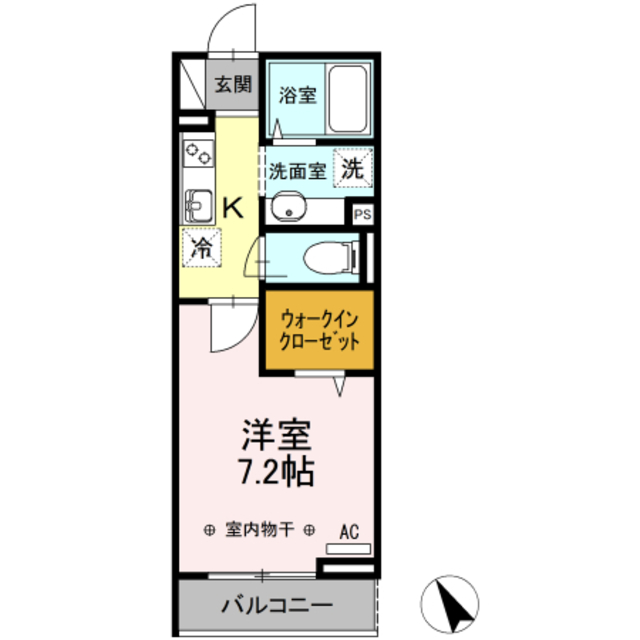 玄関
浴室
洗面室
洗
K
PS
冷
ウォークイン
クローゼット
洋室
7.2帖
室内物干
AC
バルコニー